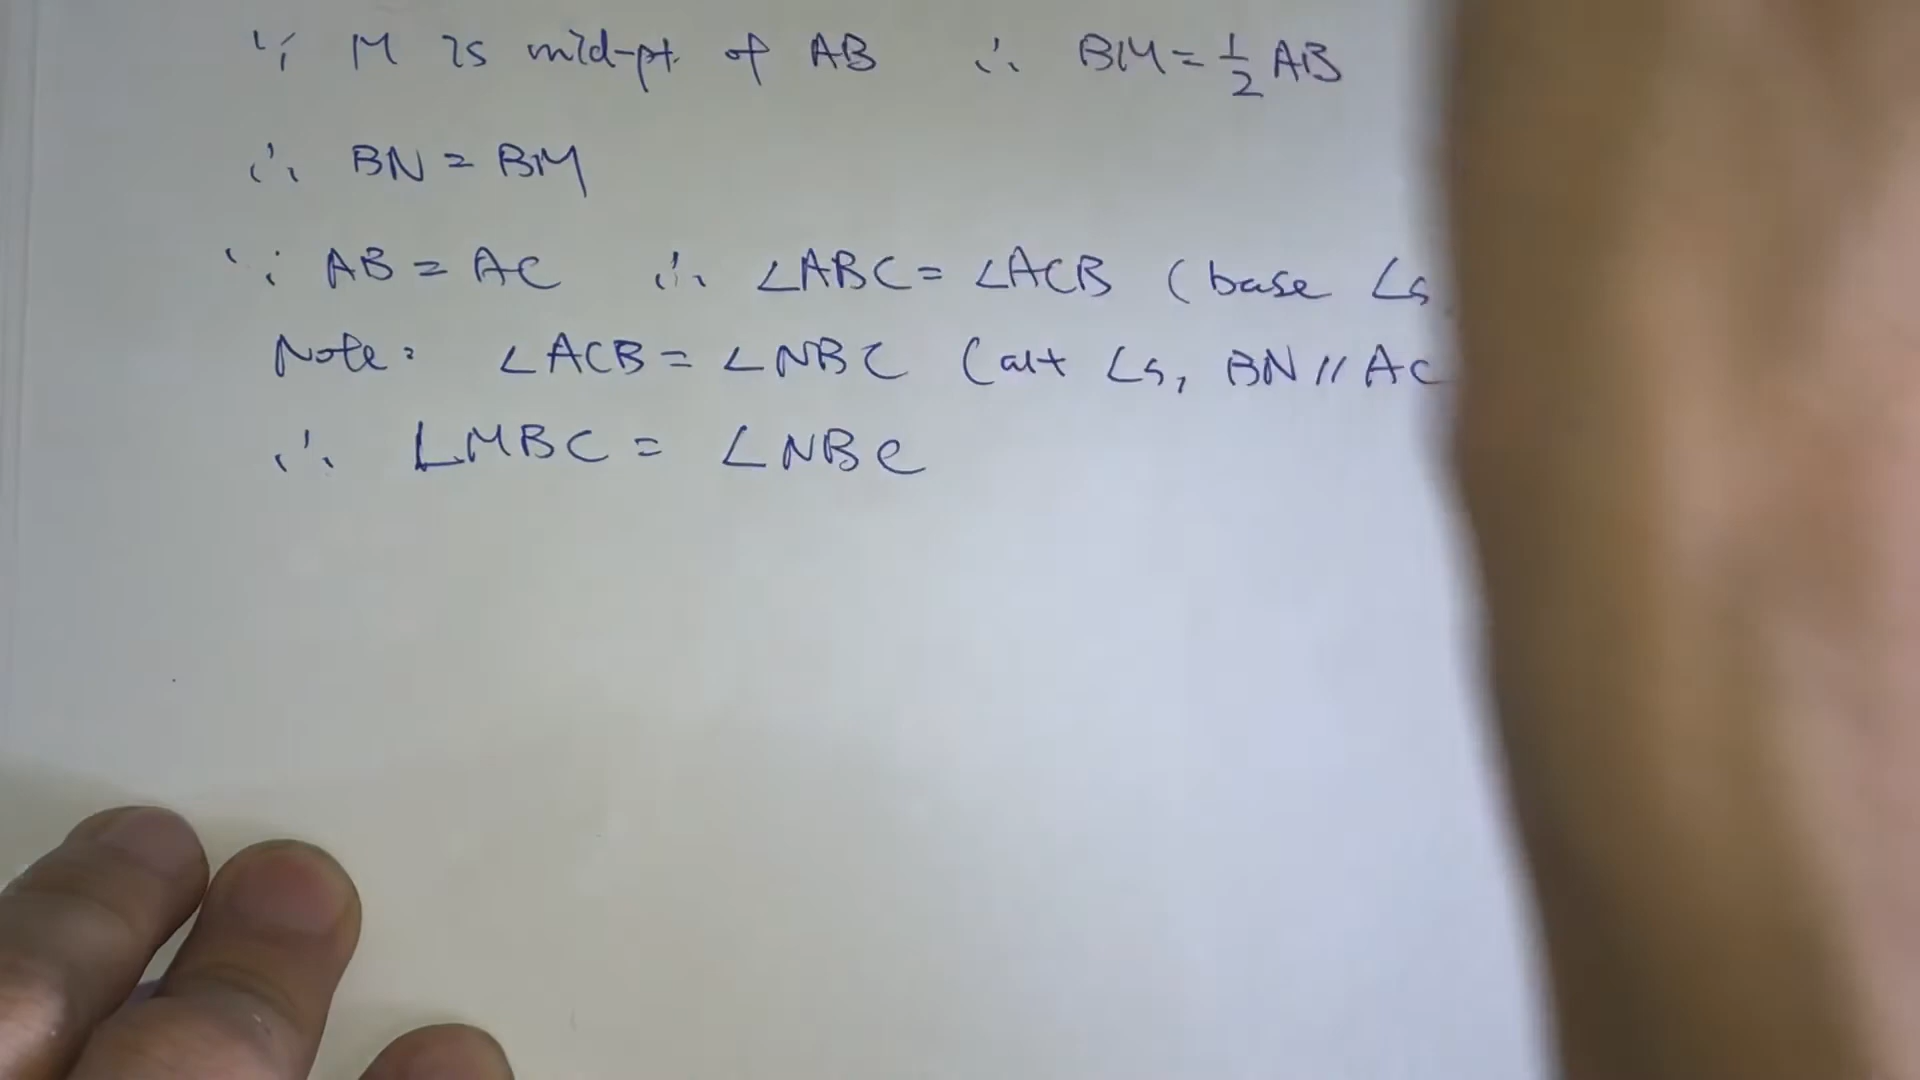 ∵ M is mid-pt. of AB ∴ BM = 1/2 AB
∴ BN = BM
∵ AB = AC ∴ ∠ABC = ∠ACB (base ∠s
Note: ∠ACB = ∠NBC (alt ∠s, BN // AC
∴ ∠MBC = ∠NBC